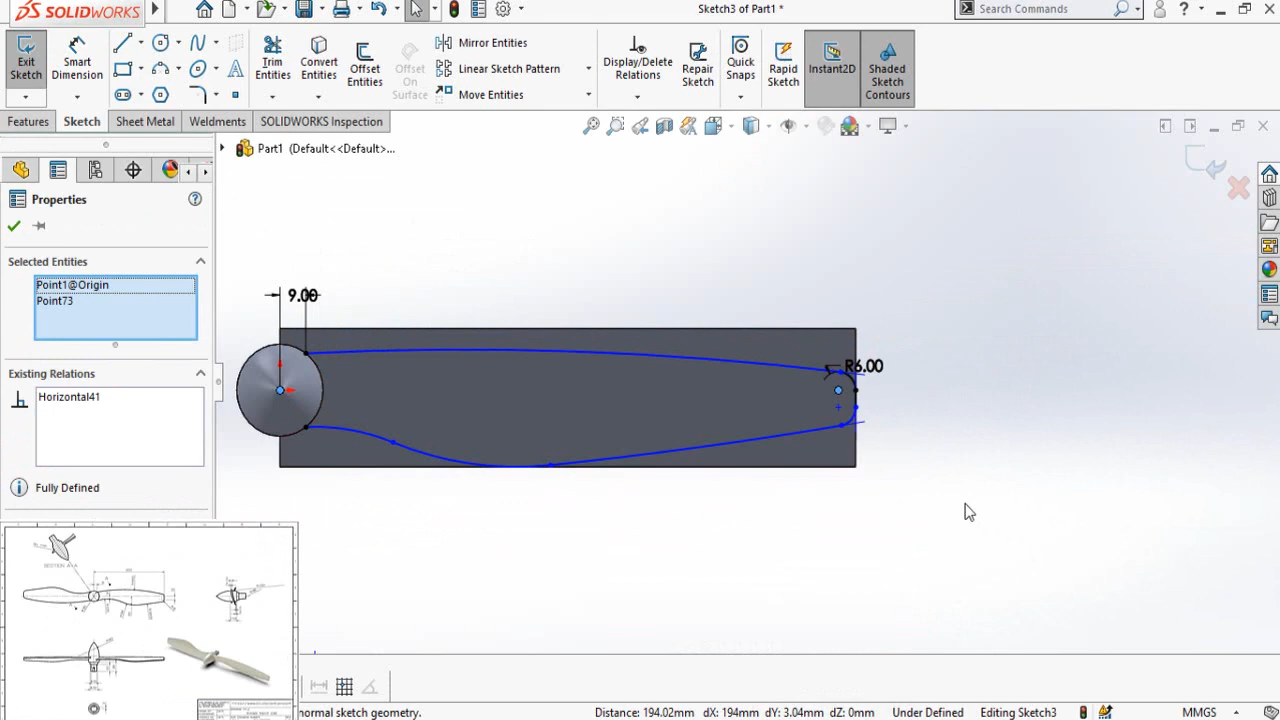 SOLIDWORKS
Sketch3 of Part1 *
Search Commands
?
Exit Sketch
Smart Dimension
Trim Entities
Convert Entities
Offset Entities
Offset On Surface
Mirror Entities
Linear Sketch Pattern
Move Entities
Display/Delete Relations
Repair Sketch
Quick Snaps
Rapid Sketch
Instant2D
Shaded Sketch Contours
Features
Sketch
Sheet Metal
Weldments
SOLIDWORKS Inspection
Part1 (Default<<Default>...
Properties
Selected Entities
Point1@Origin
Point73
Existing Relations
Horizontal41
Fully Defined
9.00
R6.00
SECTION A-A
normal sketch geometry.
Distance: 194.02mm dX: 194mm dY: 3.04mm dZ: 0mm
Under Defined
Editing Sketch3
MMGS